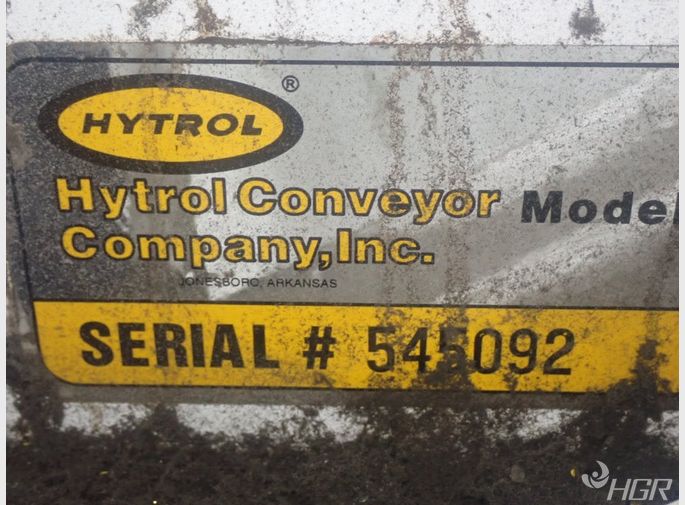 HYTROL ®
Hytrol Conveyor
Company, Inc.
Model
JONESBORO, ARKANSAS
SERIAL # 545092
HGR